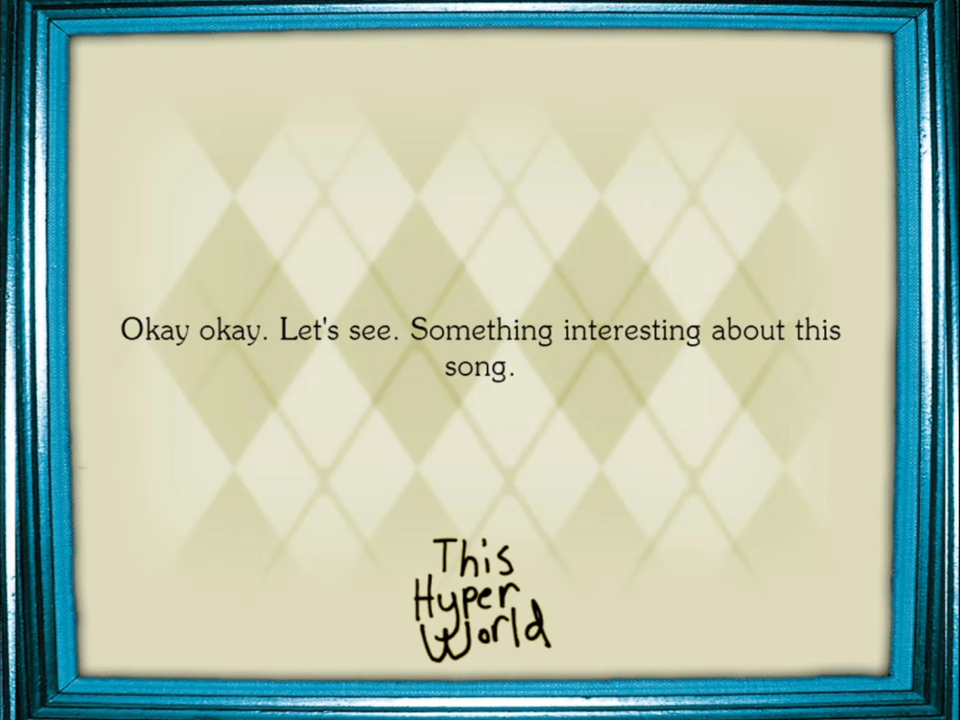 Okay okay. Let's see. Something interesting about this
song.
This
Hyper
World